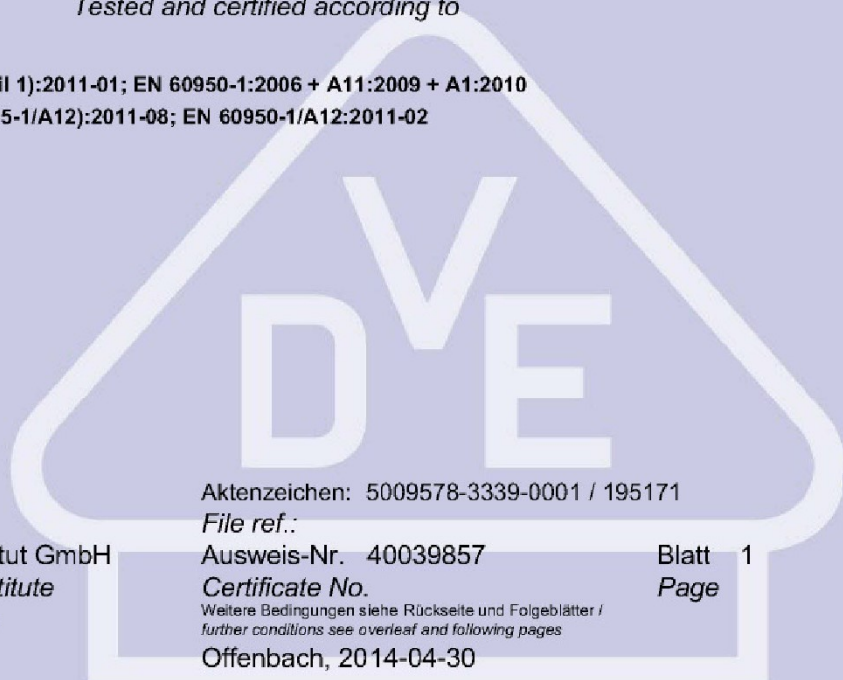 Tested and certified according to
il 1):2011-01; EN 60950-1:2006 + A11:2009 + A1:2010
5-1/A12):2011-08; EN 60950-1/A12:2011-02
VDE
Aktenzeichen: 5009578-3339-0001 / 195171
File ref.:
tut GmbH Ausweis-Nr. 40039857 Blatt 1
titute Certificate No. Page
Weitere Bedingungen siehe Rückseite und Folgeblätter /
further conditions see overleaf and following pages
Offenbach, 2014-04-30